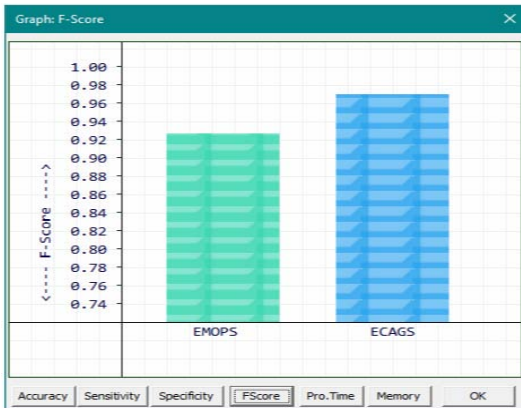 Graph: F-Score
1.00
0.98
0.96
0.94
0.92
0.90
0.88
0.86
0.84
0.82
0.80
0.78
0.76
0.74
<---- F-Score ---->
EMOPS
ECAGS
Accuracy
Sensitivity
Specificity
FScore
Pro.Time
Memory
OK